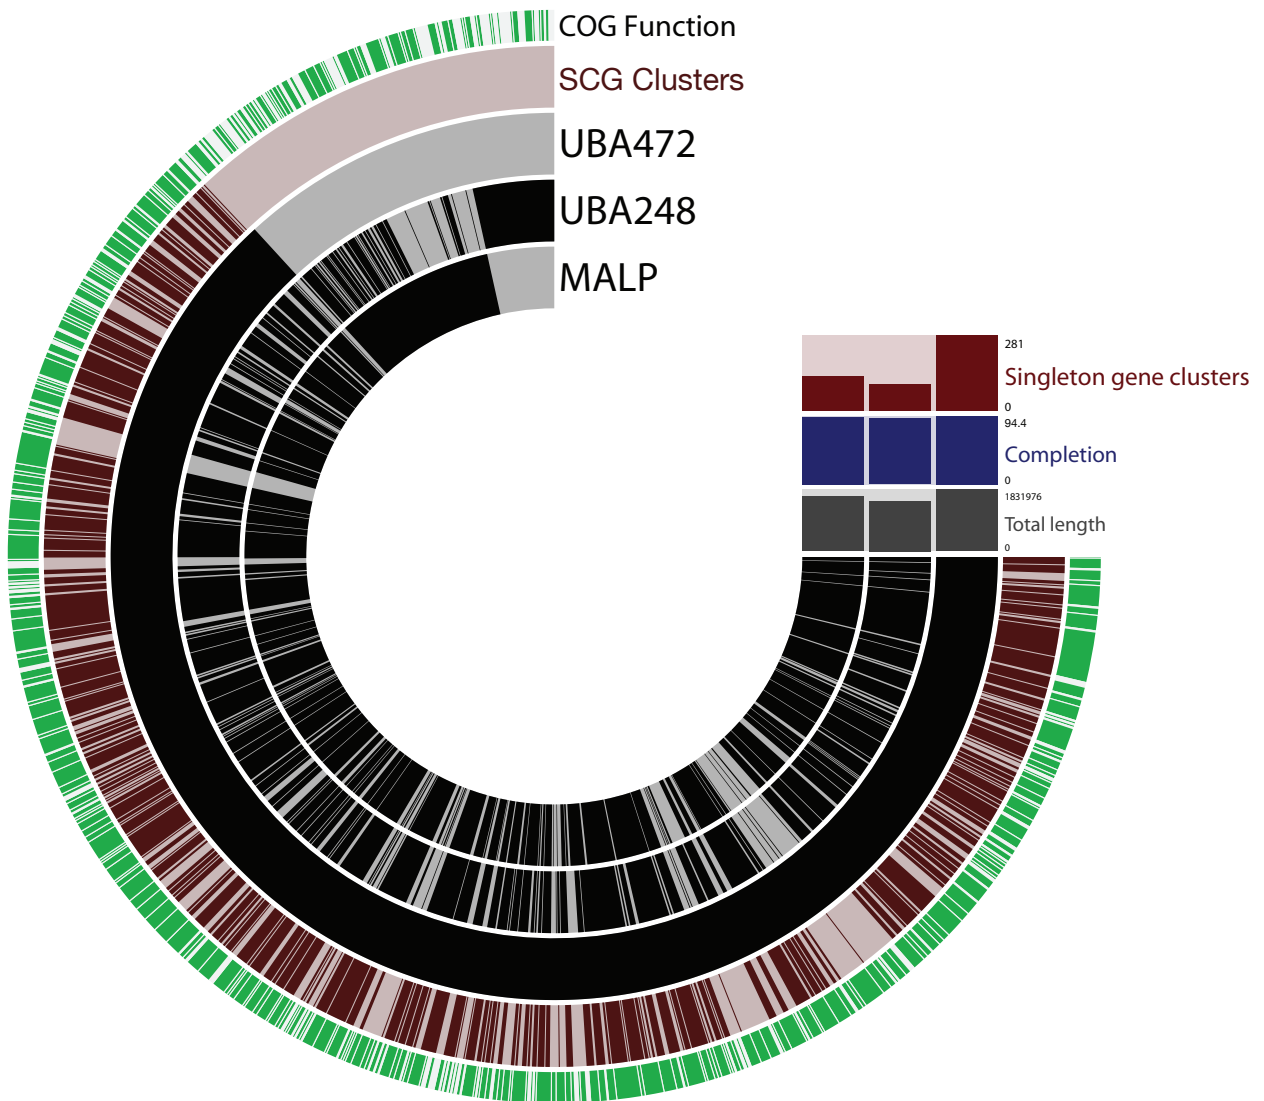 COG Function
SCG Clusters
UBA472
UBA248
MALP
281
Singleton gene clusters
0
94.4
Completion
0
1831976
Total length
0